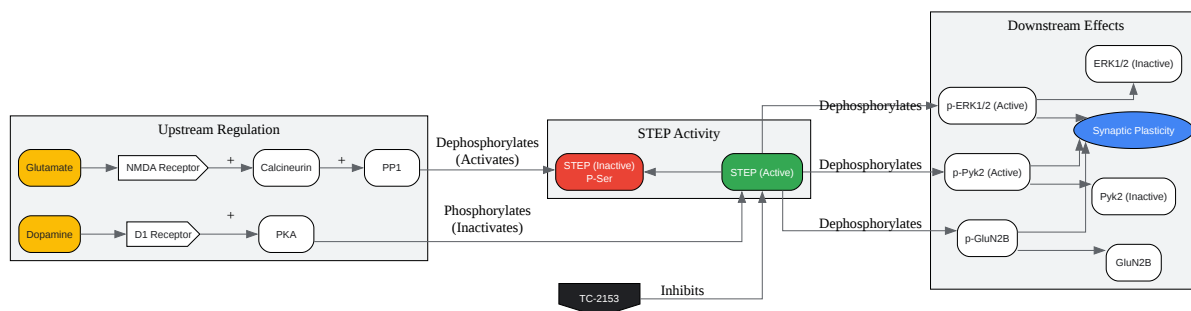 Downstream Effects
ERK1/2 (Inactive)
p-ERK1/2 (Active)
Dephosphorylates
Upstream Regulation
STEP Activity
Synaptic Plasticity
Dephosphorylates
(Activates)
Glutamate
NMDA Receptor
+
Calcineurin
+
PP1
STEP (Inactive)
P-Ser
STEP (Active)
Dephosphorylates
p-Pyk2 (Active)
Pyk2 (Inactive)
Phosphorylates
(Inactivates)
Dopamine
D1 Receptor
+
PKA
Dephosphorylates
p-GluN2B
GluN2B
TC-2153
Inhibits